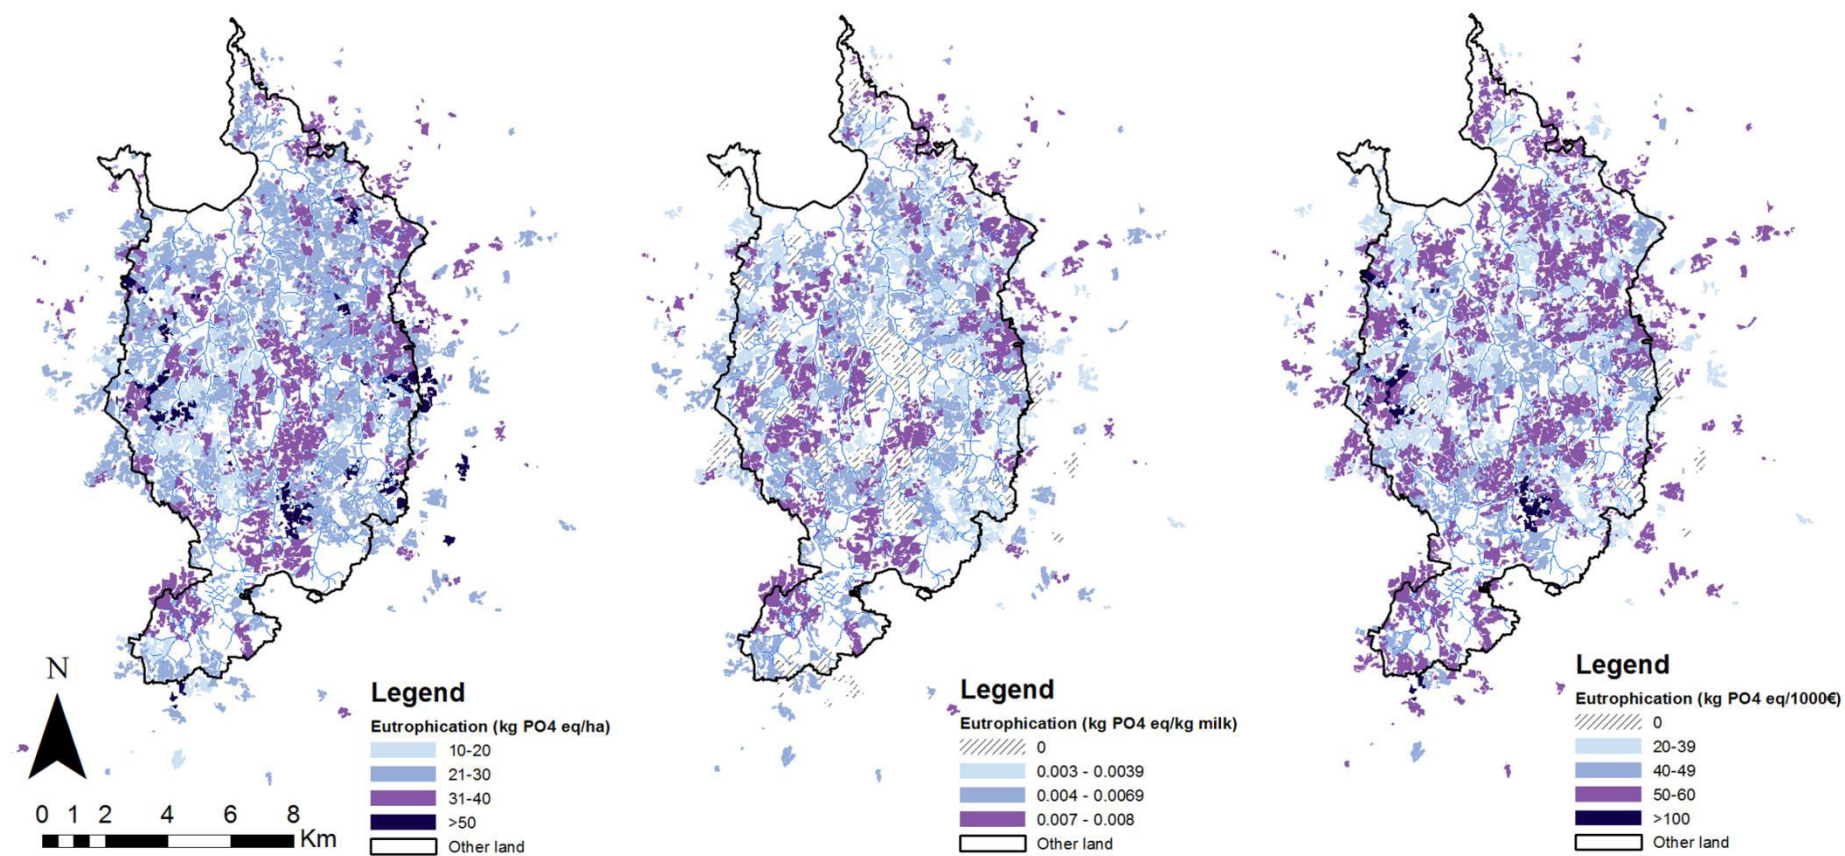 N
0 1 2 4 6 8
Km
Legend
Eutrophication (kg PO4 eq/ha)
10-20
21-30
31-40
>50
Other land
Legend
Eutrophication (kg PO4 eq/kg milk)
0
0.003 - 0.0039
0.004 - 0.0069
0.007 - 0.008
Other land
Legend
Eutrophication (kg PO4 eq/1000€)
0
20-39
40-49
50-60
>100
Other land